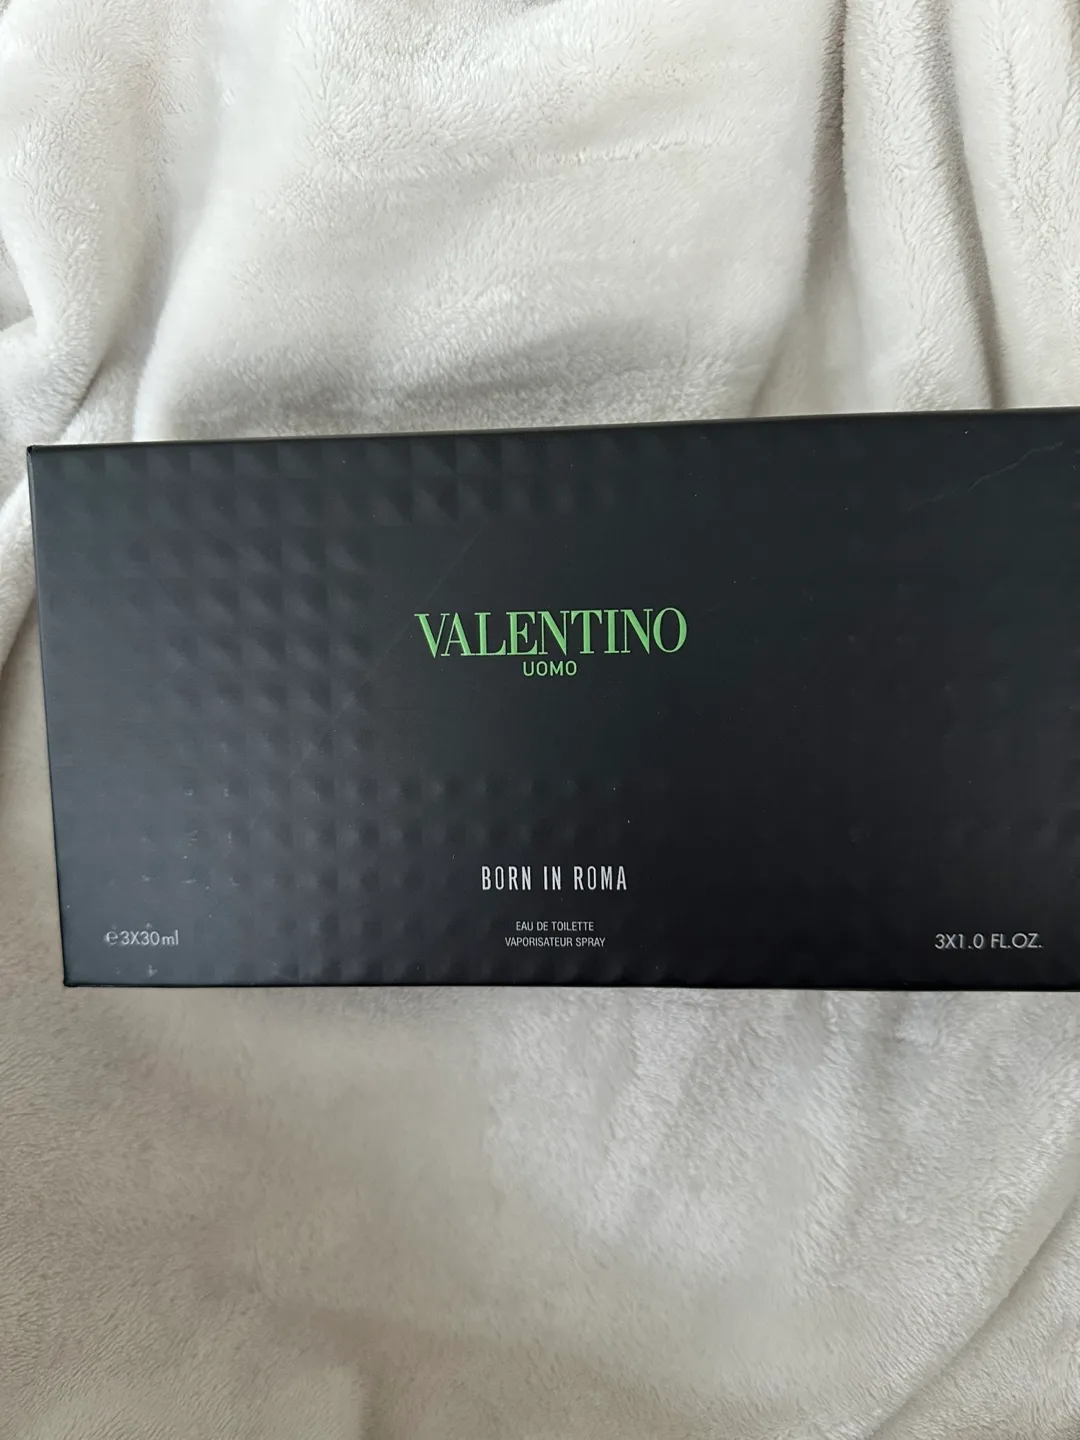 VALENTINO
UOMO
BORN IN ROMA
EAU DE TOILETTE
VAPORISATEUR SPRAY
℮3X30ml
3X1.0 FL.OZ.